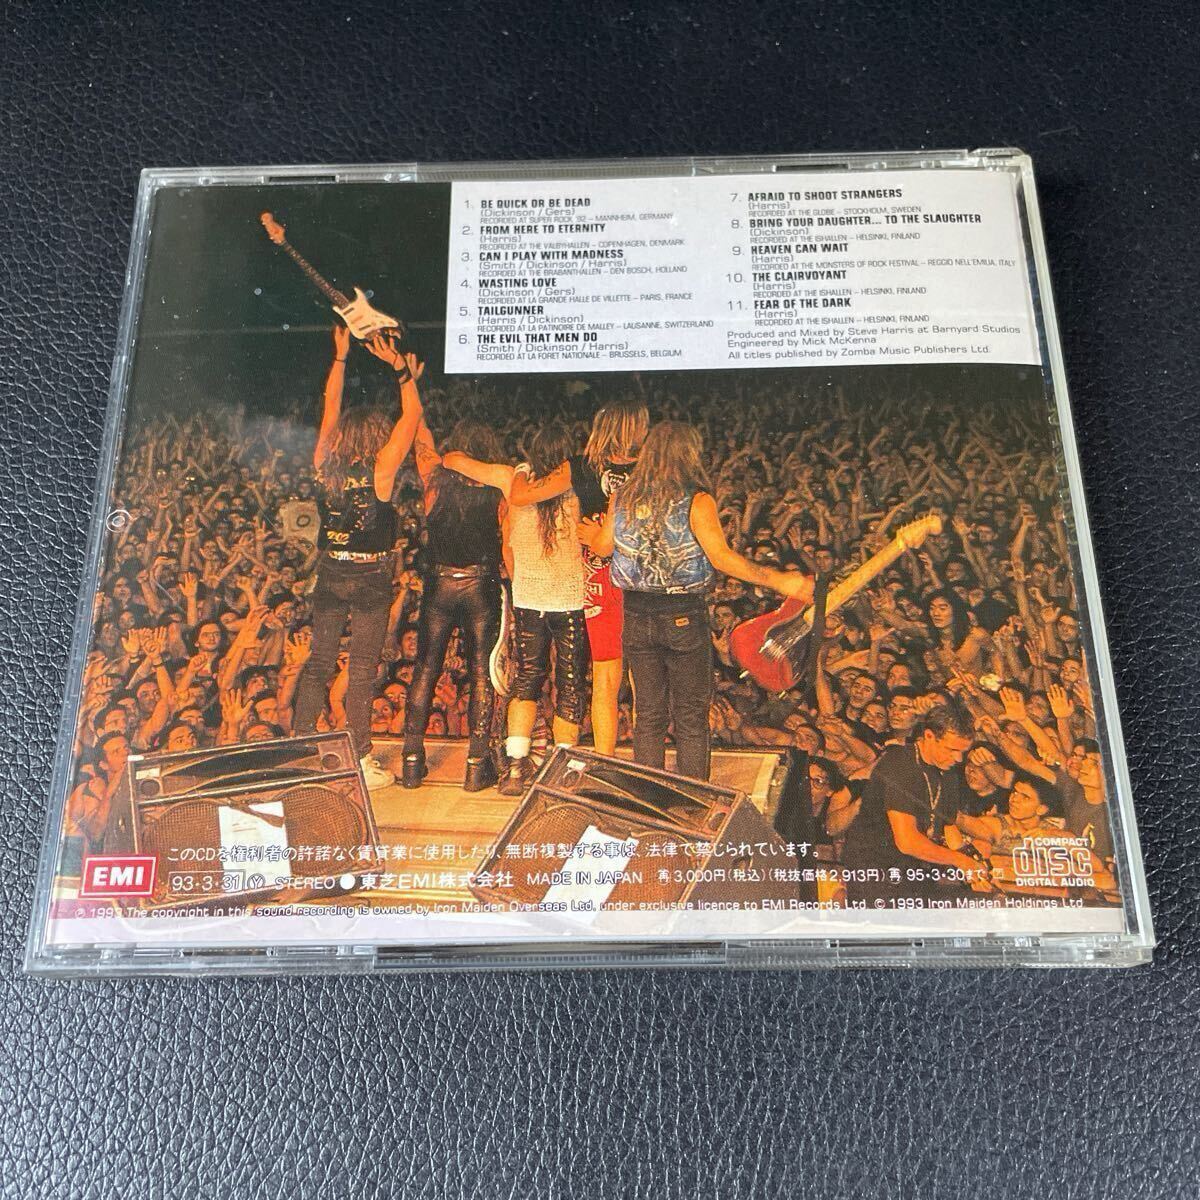 1. BE QUICK OR BE DEAD
(Dickinson / Gers)
RECORDED AT SUPER ROCK '92 – MANNHEIM, GERMANY
2. FROM HERE TO ETERNITY
(Harris)
RECORDED AT THE VALBYHALLEN – COPENHAGEN, DENMARK
3. CAN I PLAY WITH MADNESS
(Smith / Dickinson / Harris)
RECORDED AT THE BRABANTHALLEN – DEN BOSCH, HOLLAND
4. WASTING LOVE
(Dickinson / Gers)
RECORDED AT LA GRANDE HALLE DE VILLETTE – PARIS, FRANCE
5. TAILGUNNER
(Harris / Dickinson)
RECORDED AT LA PATINOIRE DE MALLEY – LAUSANNE, SWITZERLAND
6. THE EVIL THAT MEN DO
(Smith / Dickinson / Harris)
RECORDED AT LA FORET NATIONALE – BRUSSELS, BELGIUM
7. AFRAID TO SHOOT STRANGERS
(Harris)
RECORDED AT THE GLOBE – STOCKHOLM, SWEDEN
8. BRING YOUR DAUGHTER... TO THE SLAUGHTER
(Dickinson)
RECORDED AT THE ISHALLEN – HELSINKI, FINLAND
9. HEAVEN CAN WAIT
(Harris)
RECORDED AT THE MONSTERS OF ROCK FESTIVAL – REGGIO NELL'EMILIA, ITALY
10. THE CLAIRVOYANT
(Harris)
RECORDED AT THE ISHALLEN – HELSINKI, FINLAND
11. FEAR OF THE DARK
(Harris)
RECORDED AT THE ISHALLEN – HELSINKI, FINLAND
Produced and Mixed by Steve Harris at Barnyard Studios
Engineered by Mick McKenna
All titles published by Zomba Music Publishers Ltd.
このCDを権利者の許諾なく賃貸業に使用したり、無断複製する事は、法律で禁じられています。
EMI 93・3・31 Y STEREO ● 東芝EMI株式会社 MADE IN JAPAN 再 3,000円(税込)(税抜価格2,913円) 再 95・3・30まで
COMPACT disc DIGITAL AUDIO
℗ 1993 The copyright in this sound recording is owned by Iron Maiden Overseas Ltd. under exclusive licence to EMI Records Ltd © 1993 Iron Maiden Holdings Ltd